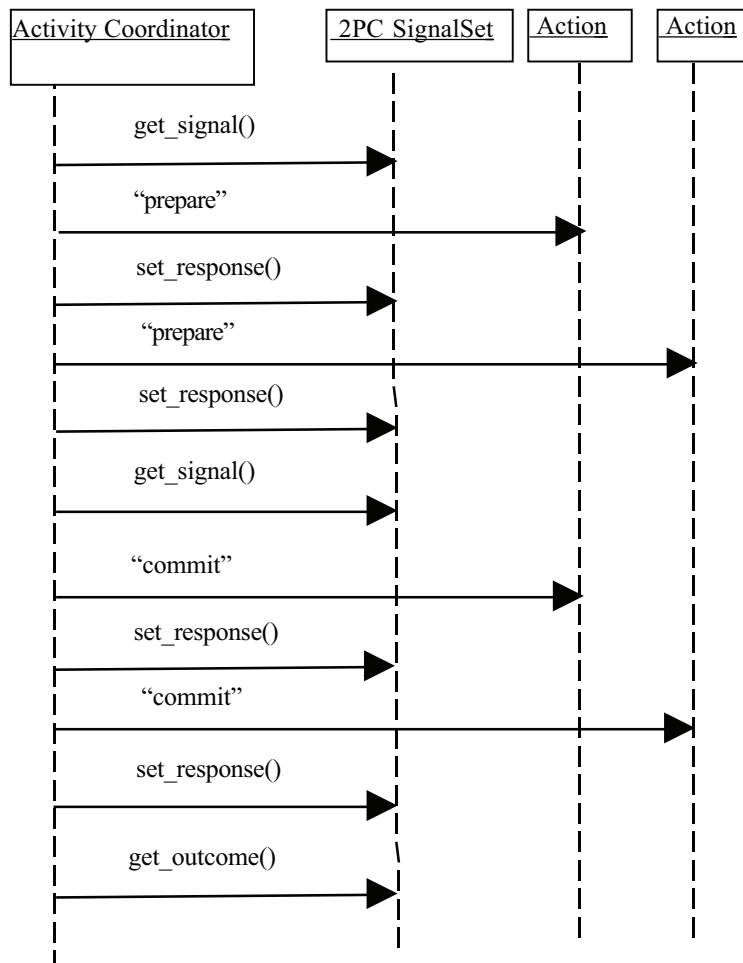 Activity Coordinator
2PC SignalSet
Action
Action
get_signal()
“prepare”
set_response()
“prepare”
set_response()
get_signal()
“commit”
set_response()
“commit”
set_response()
get_outcome()